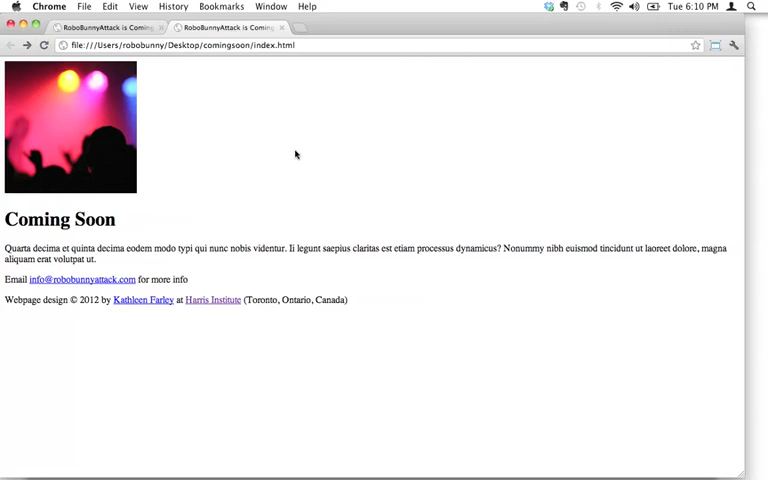 Chrome File Edit View History Bookmarks Window Help Tue 6:10 PM
RoboBunnyAttack is Coming RoboBunnyAttack is Coming
file:///Users/robobunny/Desktop/comingsoon/index.html
Coming Soon
Quarta decima et quinta decima eodem modo typi qui nunc nobis videntur. Ii legunt saepius claritas est etiam processus dynamicus? Nonummy nibh euismod tincidunt ut laoreet dolore, magna
aliquam erat volutpat ut.
Email info@robobunnyattack.com for more info
Webpage design © 2012 by Kathleen Farley at Harris Institute (Toronto, Ontario, Canada)